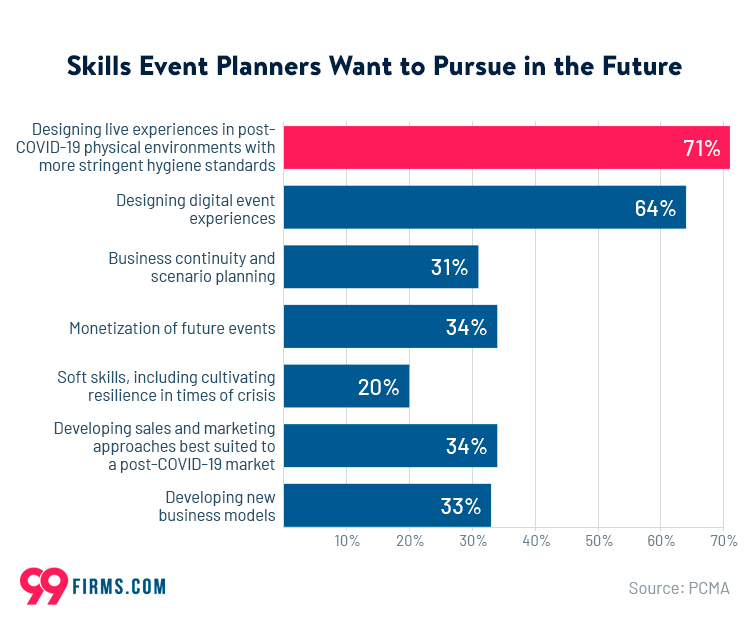 Skills Event Planners Want to Pursue in the Future
Designing live experiences in post-
COVID-19 physical environments with
more stringent hygiene standards
71%
Designing digital event
experiences
64%
Business continuity and
scenario planning
31%
Monetization of future events
34%
Soft skills, including cultivating
resilience in times of crisis
20%
Developing sales and marketing
approaches best suited to
a post-COVID-19 market
34%
Developing new
business models
33%
10% 20% 30% 40% 50% 60% 70%
99FIRMS.COM
Source: PCMA